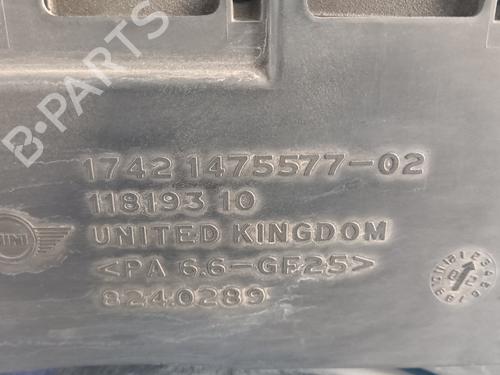 B-PARTS
1742 1475577-02
118193 10
UNITED KINGDOM
<PA 6.6-GF25>
8240289
MINI